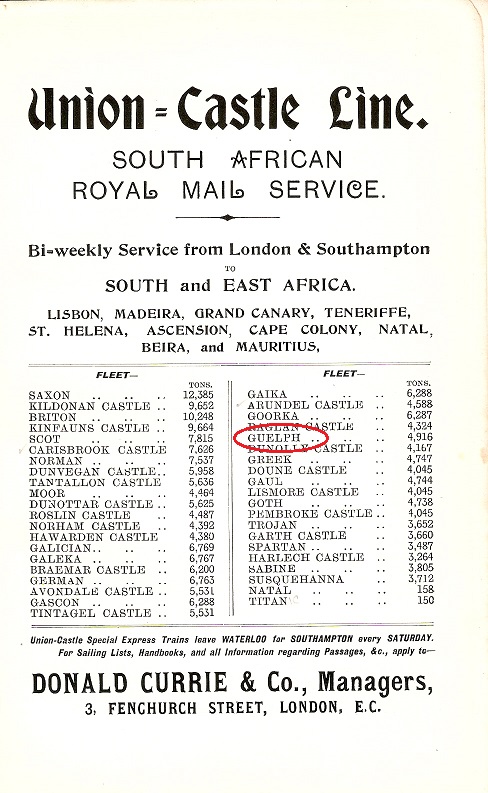 Union-Castle Line.
SOUTH AFRICAN
ROYAL MAIL SERVICE.
Bi-weekly Service from London & Southampton
TO
SOUTH and EAST AFRICA.
LISBON, MADEIRA, GRAND CANARY, TENERIFFE,
ST. HELENA, ASCENSION, CAPE COLONY, NATAL,
BEIRA, and MAURITIUS,
FLEET—
TONS.
SAXON .. .. .. 12,385
KILDONAN CASTLE .. 9,652
BRITON .. .. .. 10,248
KINFAUNS CASTLE .. 9,664
SCOT .. .. .. 7,815
CARISBROOK CASTLE 7,626
NORMAN .. .. .. 7,537
DUNVEGAN CASTLE.. 5,958
TANTALLON CASTLE 5,636
MOOR .. .. .. 4,464
DUNOTTAR CASTLE .. 5,625
ROSLIN CASTLE .. 4,487
NORHAM CASTLE .. 4,392
HAWARDEN CASTLE 4,380
GALICIAN.. .. .. 6,769
GALEKA .. .. .. 6,767
BRAEMAR CASTLE .. 6,200
GERMAN .. .. .. 6,763
AVONDALE CASTLE .. 5,531
GASCON .. .. .. 6,288
TINTAGEL CASTLE .. 5,531
FLEET—
TONS.
GAIKA .. .. .. 6,288
ARUNDEL CASTLE .. 4,588
GOORKA .. .. .. 6,287
RAGLAN CASTLE .. 4,324
GUELPH .. .. .. 4,916
DUNOLLY CASTLE .. 4,167
GREEK .. .. .. 4,747
DOUNE CASTLE .. 4,045
GAUL .. .. .. 4,744
LISMORE CASTLE .. 4,045
GOTH .. .. .. 4,738
PEMBROKE CASTLE .. 4,045
TROJAN .. .. .. 3,652
GARTH CASTLE .. 3,660
SPARTAN .. .. .. 3,487
HARLECH CASTLE .. 3,264
SABINE .. .. .. 3,805
SUSQUEHANNA .. 3,712
NATAL .. .. .. 158
TITAN .. .. .. 150
Union-Castle Special Express Trains leave WATERLOO for SOUTHAMPTON every SATURDAY.
For Sailing Lists, Handbooks, and all Information regarding Passages, &c., apply to—
DONALD CURRIE & Co., Managers,
3, FENCHURCH STREET, LONDON, E.C.